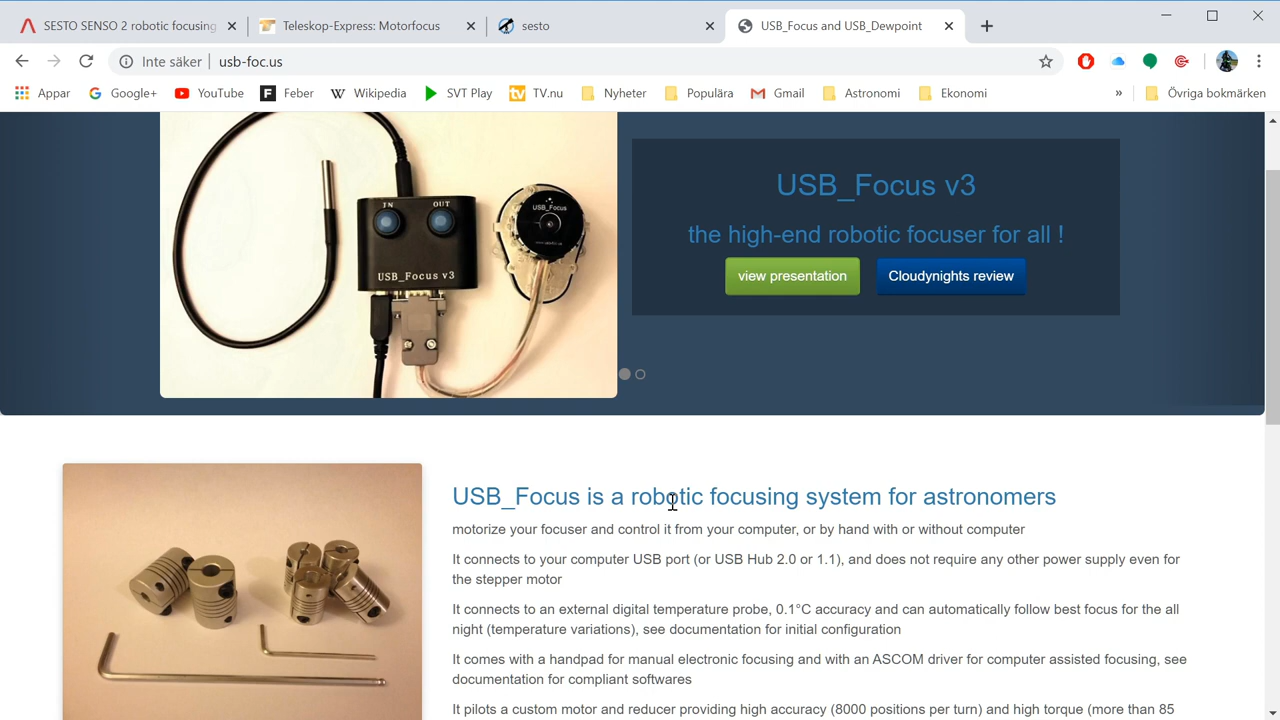 SESTO SENSO 2 robotic focusing
Teleskop-Express: Motorfocus
sesto
USB_Focus and USB_Dewpoint
Inte säker
usb-foc.us
Appar
Google+
YouTube
Feber
Wikipedia
SVT Play
TV.nu
Nyheter
Populära
Gmail
Astronomi
Ekonomi
»
Övriga bokmärken
IN OUT
USB_Focus v3
USB_Focus
USB_Focus v3
the high-end robotic focuser for all !
view presentation
Cloudynights review
USB_Focus is a robotic focusing system for astronomers
motorize your focuser and control it from your computer, or by hand with or without computer
It connects to your computer USB port (or USB Hub 2.0 or 1.1), and does not require any other power supply even for
the stepper motor
It connects to an external digital temperature probe, 0.1°C accuracy and can automatically follow best focus for the all
night (temperature variations), see documentation for initial configuration
It comes with a handpad for manual electronic focusing and with an ASCOM driver for computer assisted focusing, see
documentation for compliant softwares
It pilots a custom motor and reducer providing high accuracy (8000 positions per turn) and high torque (more than 85